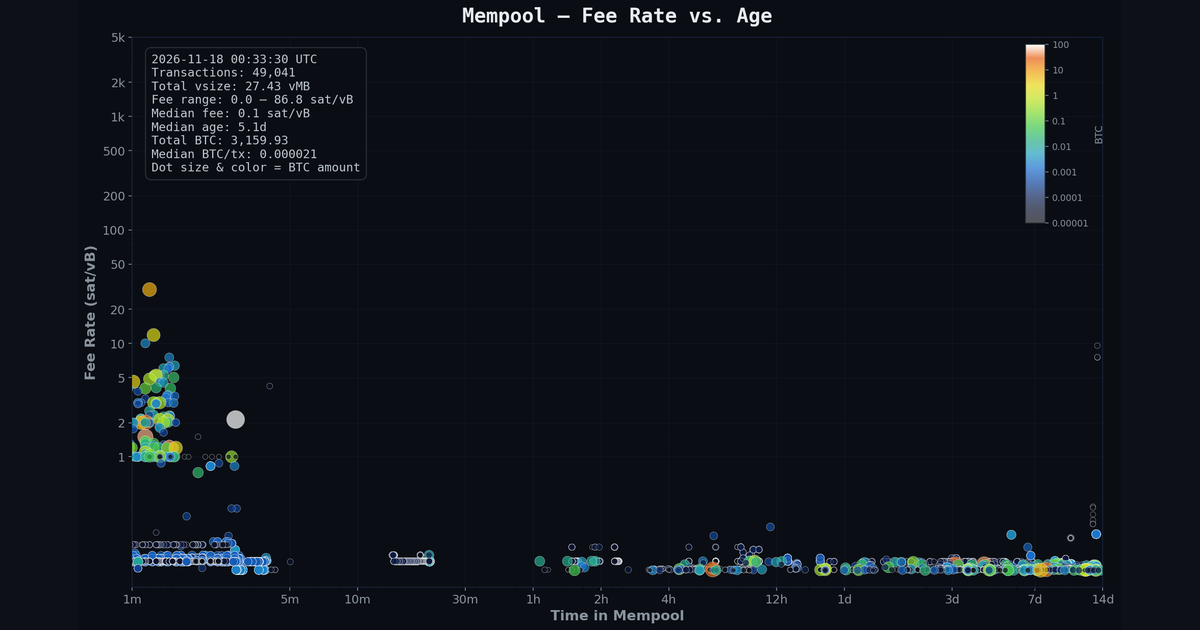 Mempool — Fee Rate vs. Age
2026-11-18 00:33:30 UTC
Transactions: 49,041
Total vsize: 27.43 vMB
Fee range: 0.0 – 86.8 sat/vB
Median fee: 0.1 sat/vB
Median age: 5.1d
Total BTC: 3,159.93
Median BTC/tx: 0.000021
Dot size & color = BTC amount
100
10
1
0.1
0.01
0.001
0.0001
0.00001
BTC
Fee Rate (sat/vB)
5k
2k
1k
500
200
100
50
20
10
5
2
1
1m 5m 10m 30m 1h 2h 4h 12h 1d 3d 7d 14d
Time in Mempool